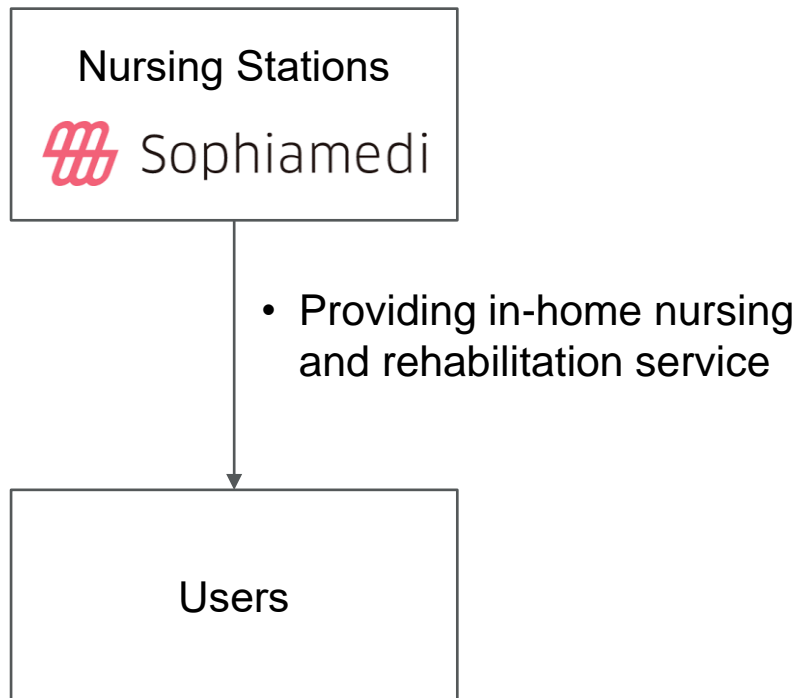 Nursing Stations
Sophiamedi
• Providing in-home nursing
and rehabilitation service
Users